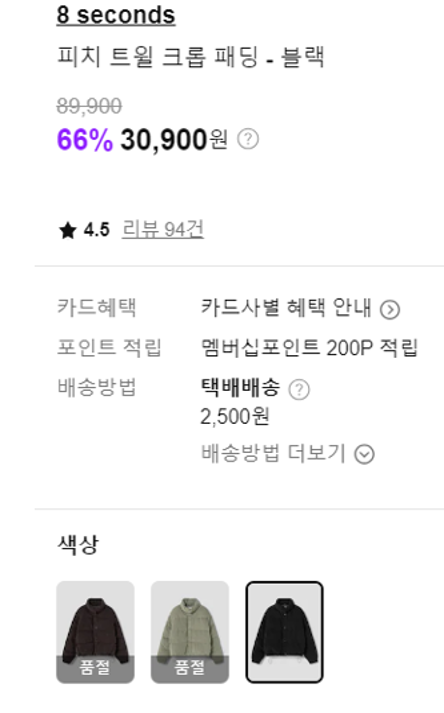 8 seconds
피치 트윌 크롭 패딩 - 블랙
89,900
66% 30,900원 ?
★ 4.5 리뷰 94건
카드혜택 카드사별 혜택 안내
포인트 적립 멤버십포인트 200P 적립
배송방법 택배배송 ?
2,500원
배송방법 더보기
색상
품절 품절